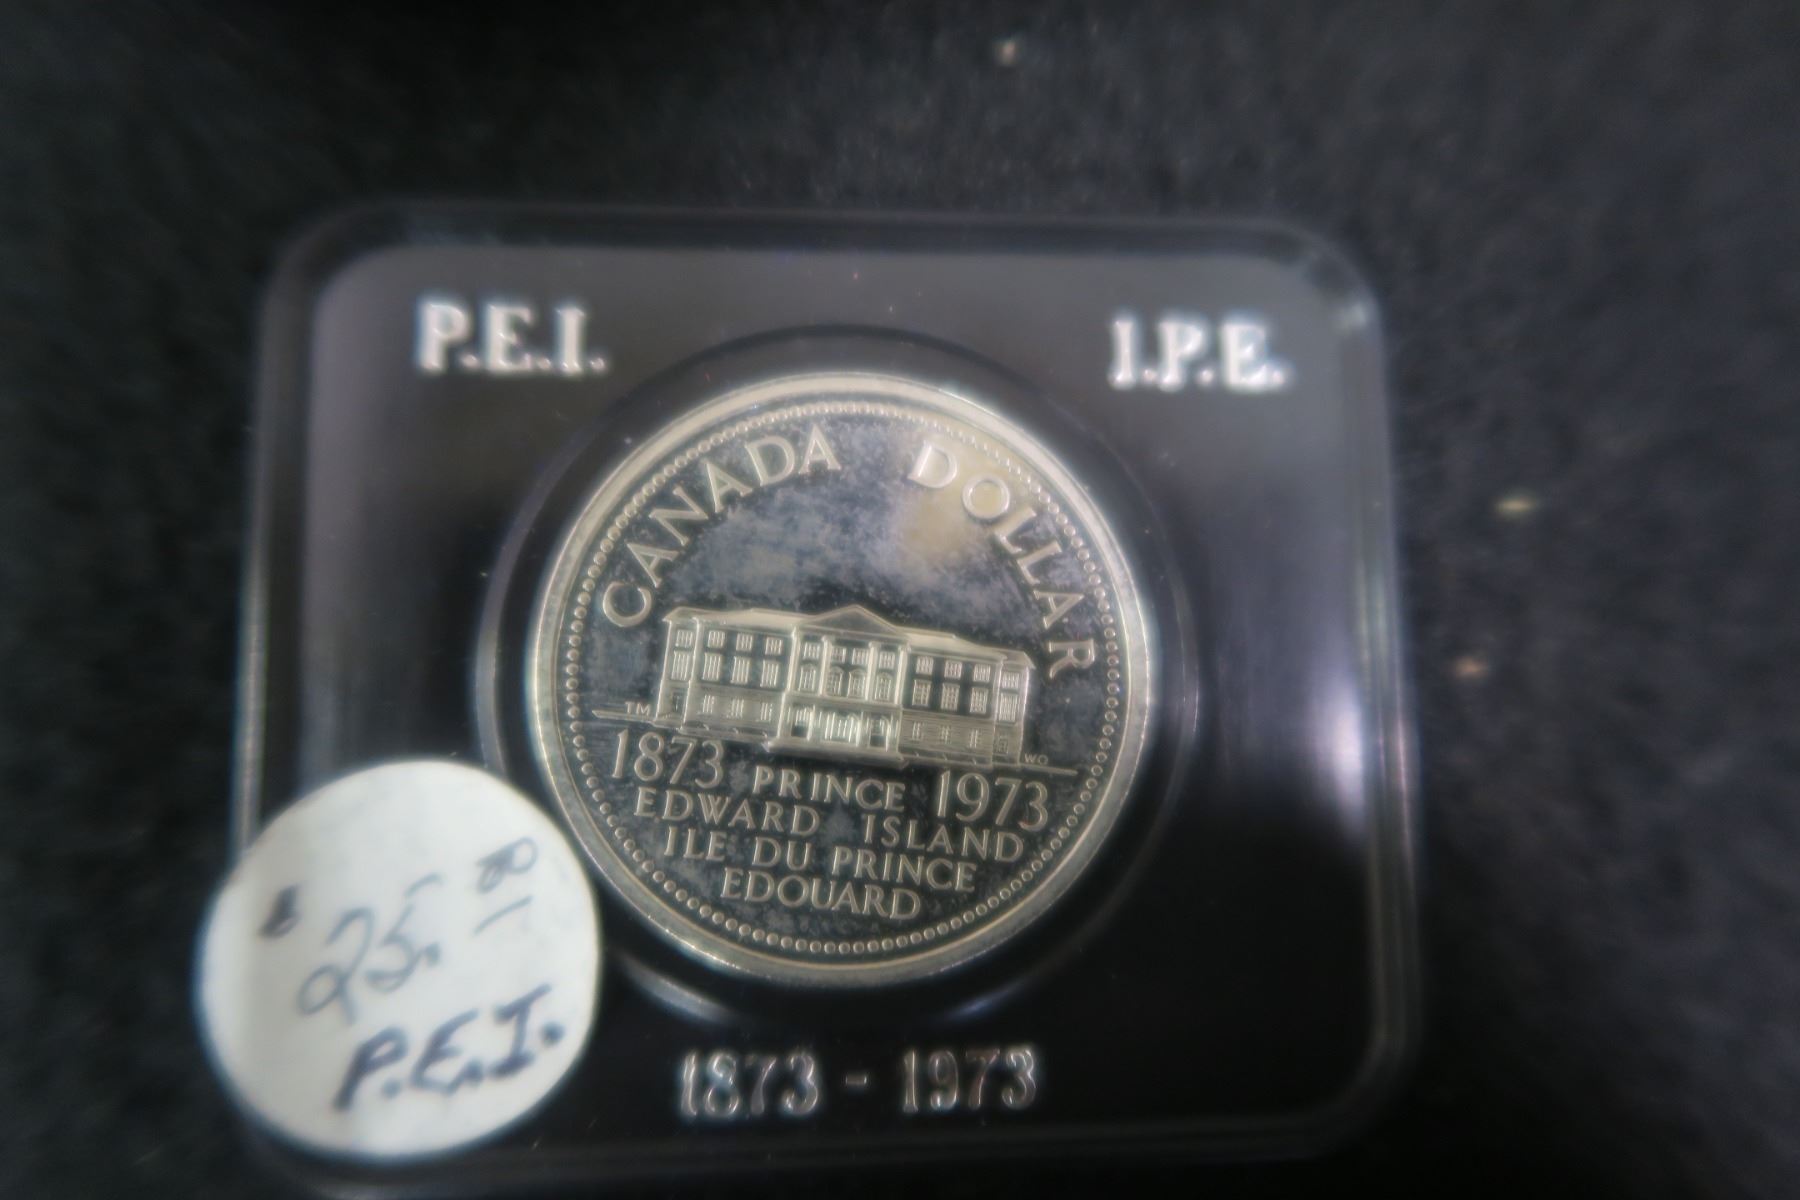 P.E.I. I.P.E.
CANADA DOLLAR
TM WO
1873 PRINCE 1973
EDWARD ISLAND
ILE DU PRINCE
EDOUARD
$ 25.00
P.E.I.
1873 - 1973